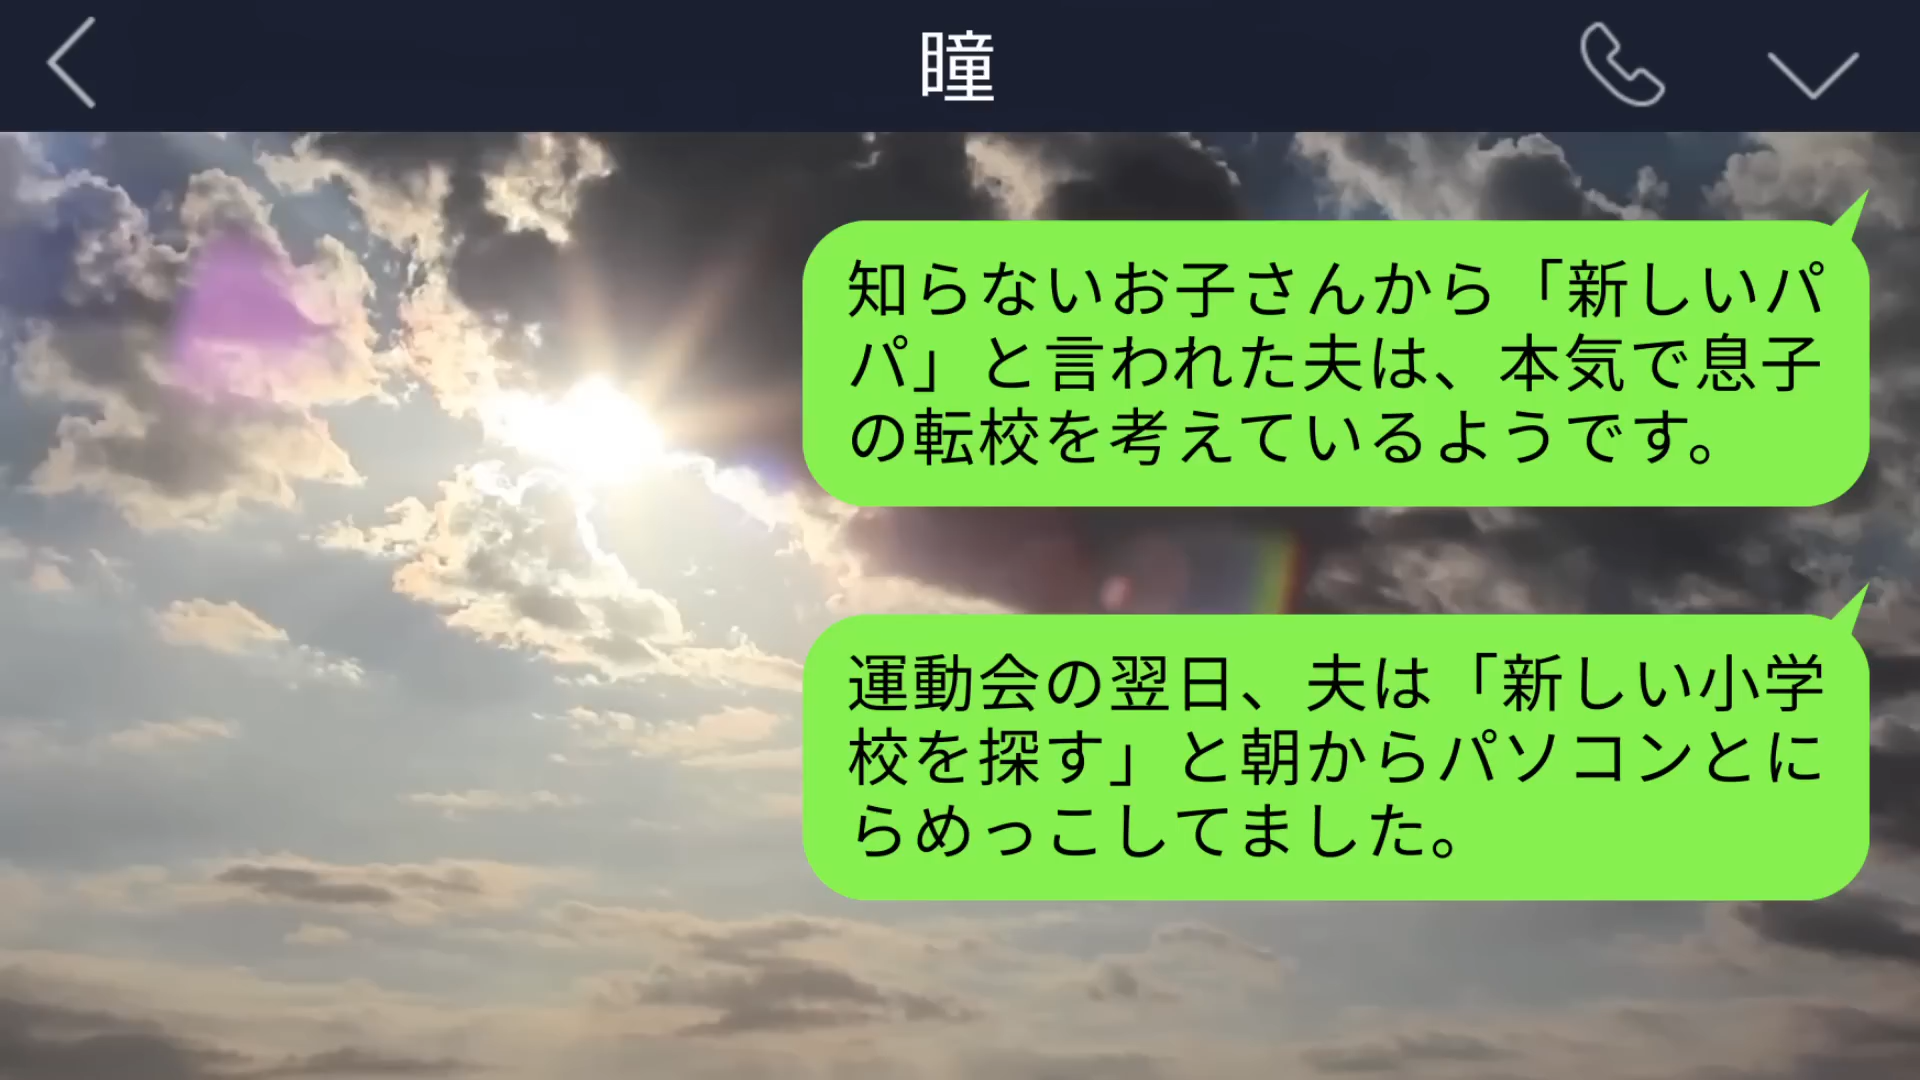 瞳
知らないお子さんから「新しいパ
パ」と言われた夫は、本気で息子
の転校を考えているようです。
運動会の翌日、夫は「新しい小学
校を探す」と朝からパソコンとに
らめっこしてました。